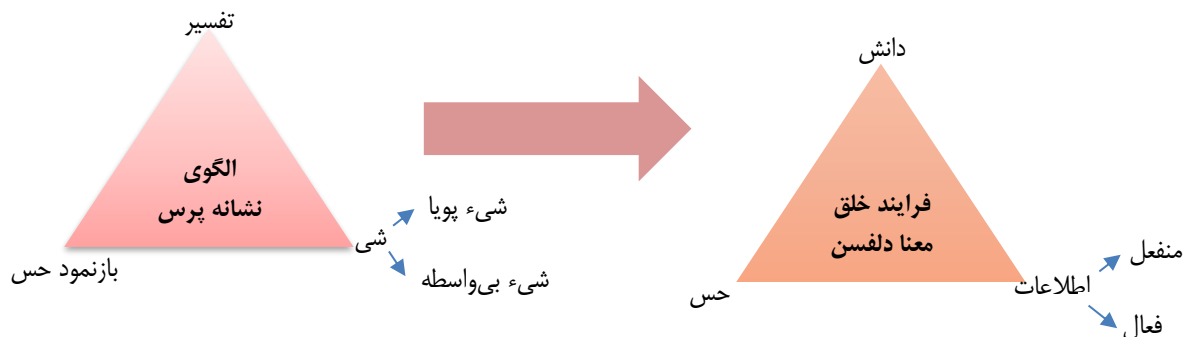 تفسیر
الگوی
نشانه پرس
بازنمود حس
شی
شیء پویا
شیء بی‌واسطه
دانش
فرایند خلق
معنا دلفسن
حس
اطلاعات
منفعل
فعال